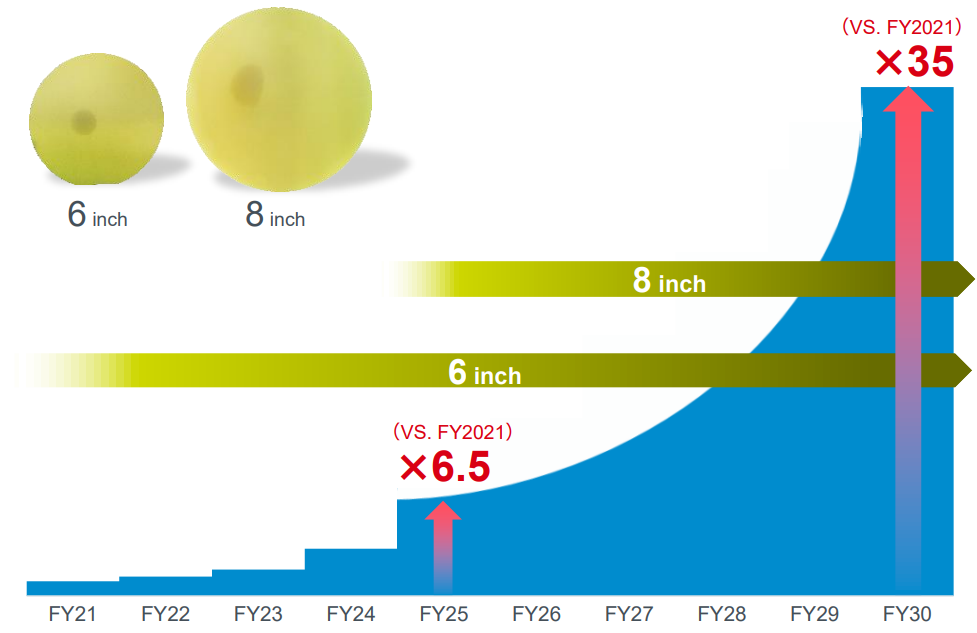 (VS. FY2021)
×35
6 inch
8 inch
8 inch
6 inch
(VS. FY2021)
×6.5
FY21 FY22 FY23 FY24 FY25 FY26 FY27 FY28 FY29 FY30